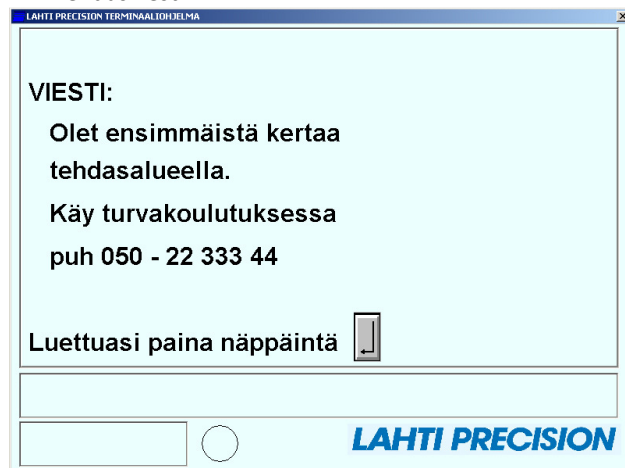 LAHTI PRECISION TERMINAALIOHJELMA
VIESTI:
Olet ensimmäistä kertaa
tehdasalueella.
Käy turvakoulutuksessa
puh 050 - 22 333 44
Luettuasi paina näppäintä
LAHTI PRECISION